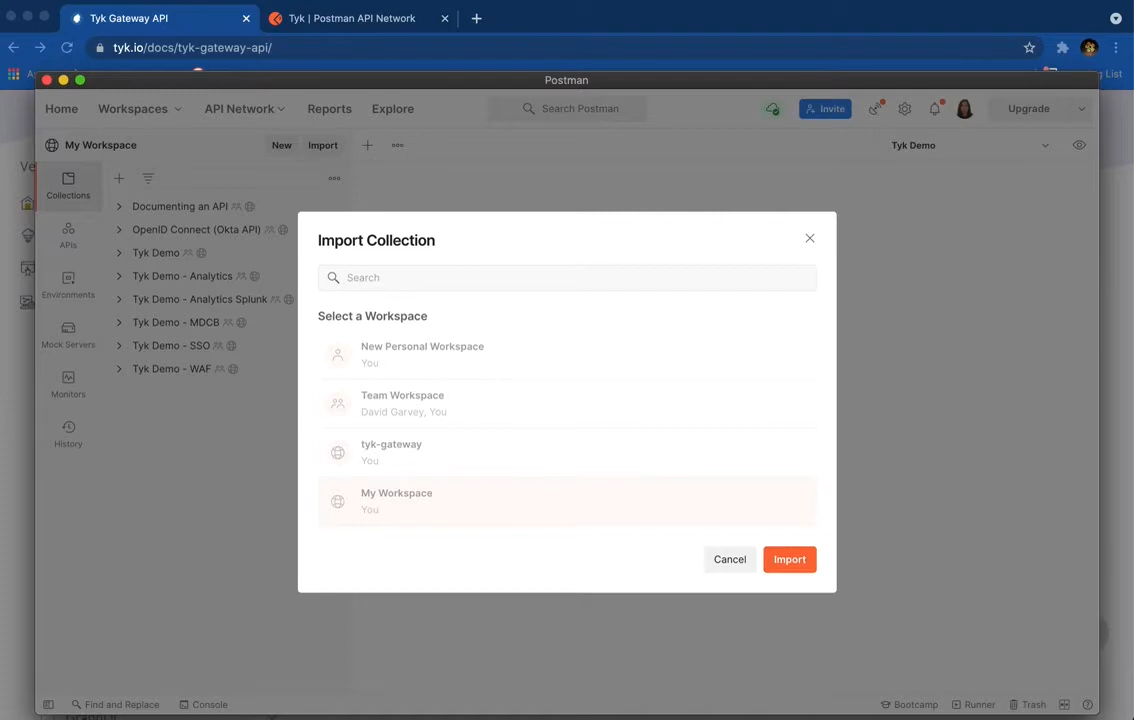 Tyk Gateway API
Tyk | Postman API Network
tyk.io/docs/tyk-gateway-api/
Postman
Home
Workspaces
API Network
Reports
Explore
Search Postman
Invite
Upgrade
My Workspace
New
Import
Tyk Demo
Collections
APIs
Environments
Mock Servers
Monitors
History
Documenting an API
OpenID Connect (Okta API)
Tyk Demo
Tyk Demo - Analytics
Tyk Demo - Analytics Splunk
Tyk Demo - MDCB
Tyk Demo - SSO
Tyk Demo - WAF
Import Collection
Search
Select a Workspace
New Personal Workspace
You
Team Workspace
David Garvey, You
tyk-gateway
You
My Workspace
You
Cancel
Import
Find and Replace
Console
Bootcamp
Runner
Trash